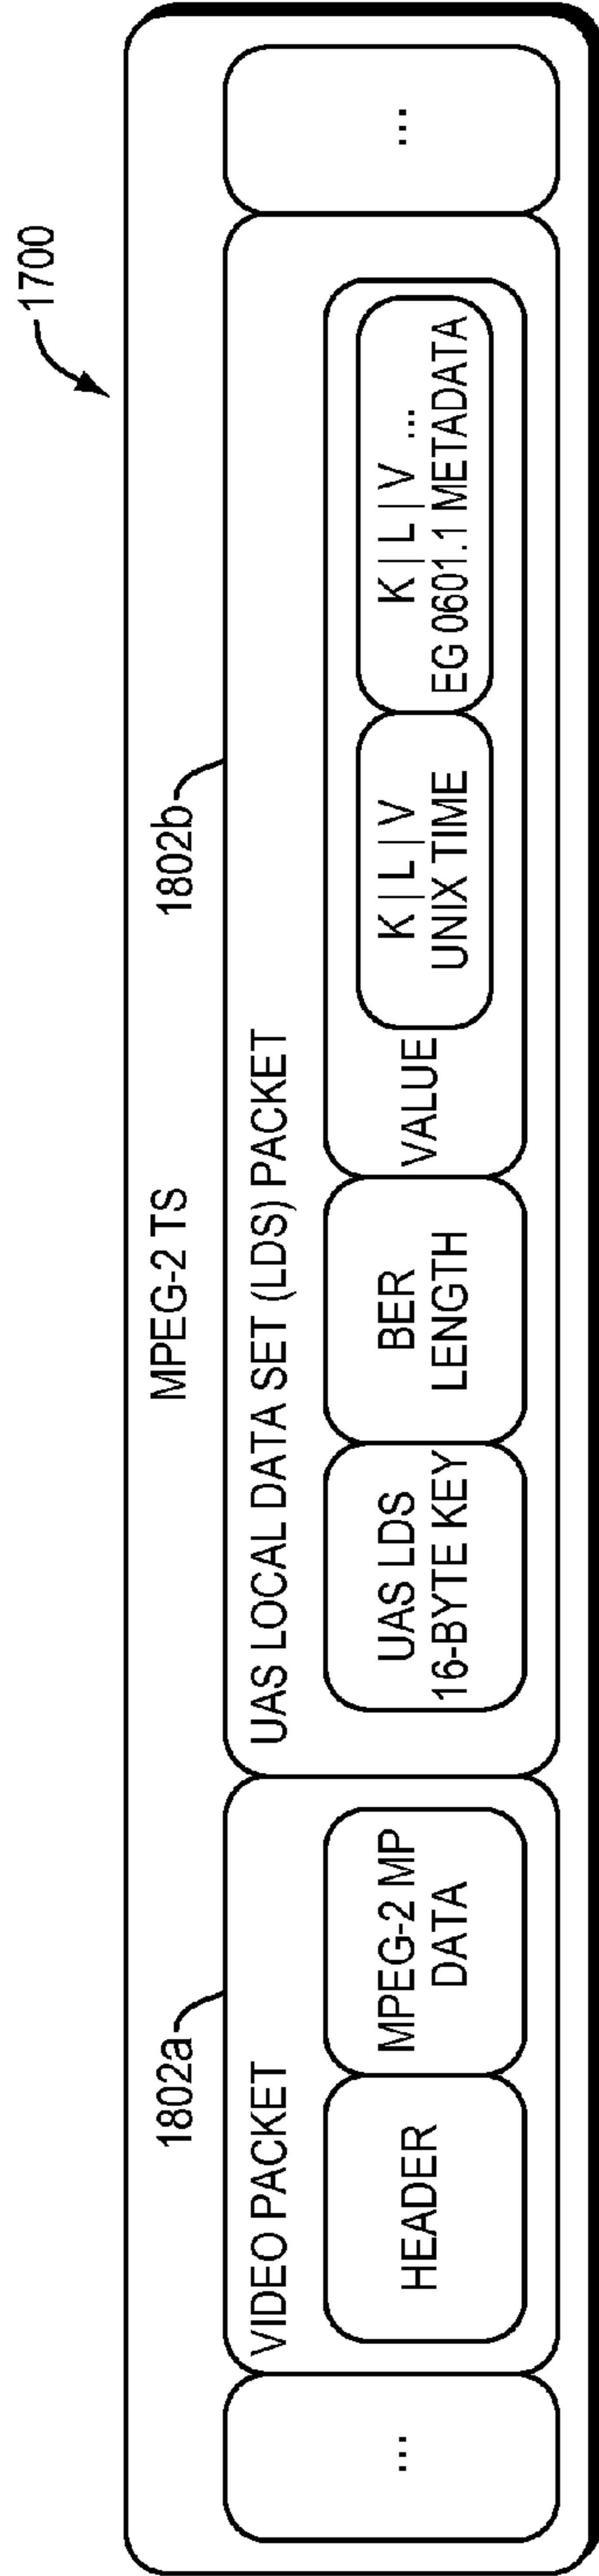 1700
MPEG-2 TS
1802a
1802b
...
VIDEO PACKET
HEADER
MPEG-2 MP
DATA
UAS LOCAL DATA SET (LDS) PACKET
UAS LDS
16-BYTE KEY
BER
LENGTH
VALUE
K | L | V
UNIX TIME
K | L | V ...
EG 0601.1 METADATA
...